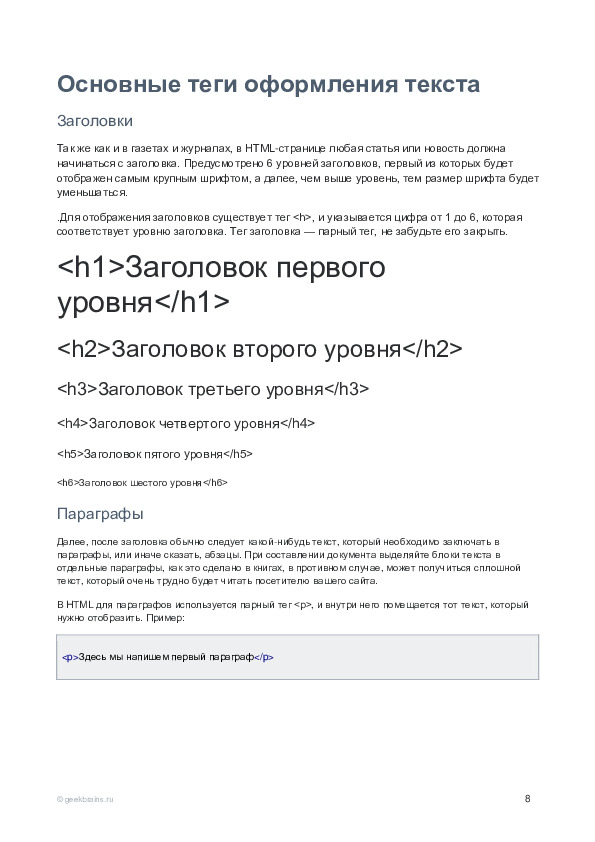 Основные теги оформления текста
Заголовки
Так же как и в газетах и журналах, в HTML-странице любая статья или новость должна
начинаться с заголовка. Предусмотрено 6 уровней заголовков, первый из которых будет
отображен самым крупным шрифтом, а далее, чем выше уровень, тем размер шрифта будет
уменьшаться.
.Для отображения заголовков существует тег <h>, и указывается цифра от 1 до 6, которая
соответствует уровню заголовка. Тег заголовка — парный тег, не забудьте его закрыть.
<h1>Заголовок первого
уровня</h1>
<h2>Заголовок второго уровня</h2>
<h3>Заголовок третьего уровня</h3>
<h4>Заголовок четвертого уровня</h4>
<h5>Заголовок пятого уровня</h5>
<h6>Заголовок шестого уровня</h6>
Параграфы
Далее, после заголовка обычно следует какой-нибудь текст, который необходимо заключать в
параграфы, или иначе сказать, абзацы. При составлении документа выделяйте блоки текста в
отдельные параграфы, как это сделано в книгах, в противном случае, может получиться сплошной
текст, который очень трудно будет читать посетителю вашего сайта.
В HTML для параграфов используется парный тег <p>, и внутри него помещается тот текст, который
нужно отобразить. Пример:
<p>Здесь мы напишем первый параграф</p>
© geekbrains.ru
8